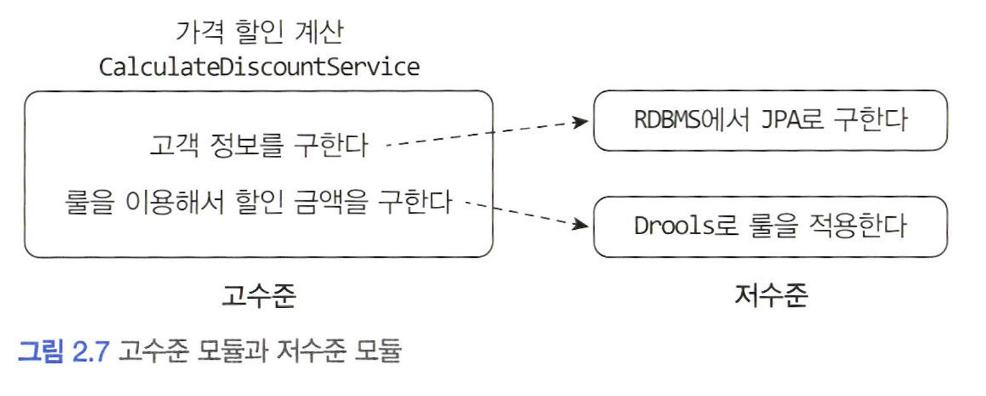 가격 할인 계산
CalculateDiscountService
고객 정보를 구한다
룰을 이용해서 할인 금액을 구한다
RDBMS에서 JPA로 구한다
Drools로 룰을 적용한다
고수준
저수준
그림 2.7 고수준 모듈과 저수준 모듈